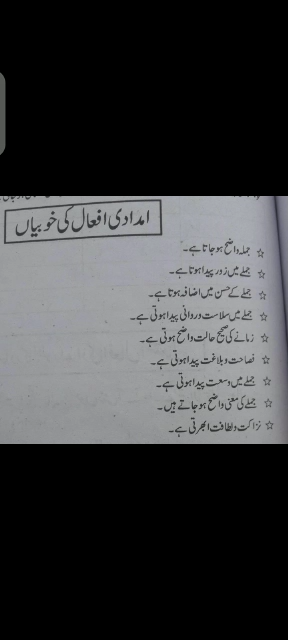 امدادی افعال کی خوبیاں
☆ جملہ واضح ہو جاتا ہے۔
☆ جملے میں زور پیدا ہوتا ہے۔
☆ جملے کے حسن میں اضافہ ہوتا ہے۔
☆ جملے میں سلاست و روانی پیدا ہوتی ہے۔
☆ زمانے کی صحیح حالت واضح ہوتی ہے۔
☆ فصاحت و بلاغت پیدا ہوتی ہے۔
☆ جملے میں وسعت پیدا ہوتی ہے۔
☆ جملے کی معنی واضح ہو جاتے ہیں۔
☆ نزاکت و لطافت ابھرتی ہے۔